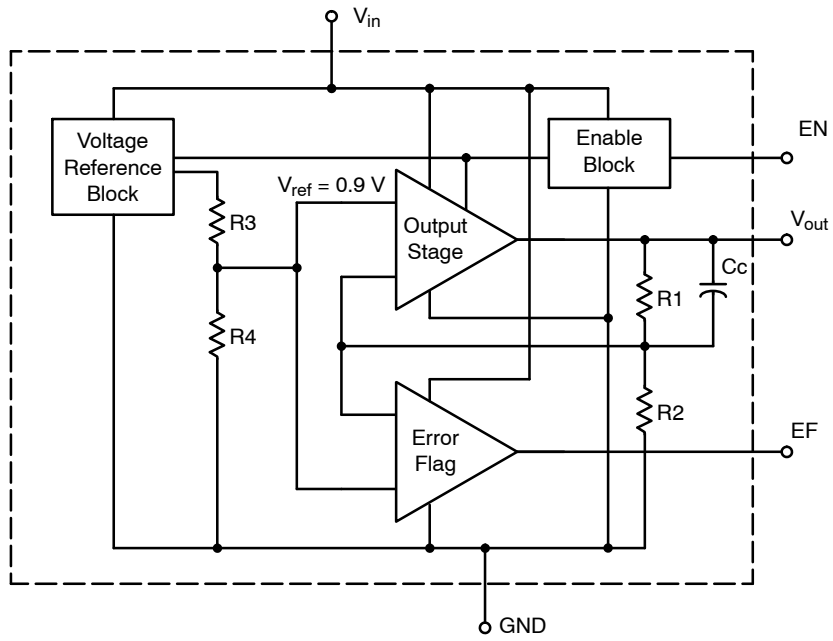 Vin
Voltage
Reference
Block
Enable
Block
EN
Vref = 0.9 V
R3
Output
Stage
Vout
Cc
R1
R4
R2
Error
Flag
EF
GND